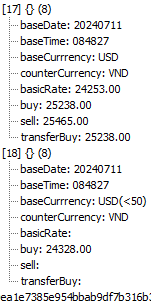 [17] {} (8)
baseDate: 20240711
baseTime: 084827
baseCurrrency: USD
counterCurrency: VND
basicRate: 24253.00
buy: 25238.00
sell: 25465.00
transferBuy: 25238.00
[18] {} (8)
baseDate: 20240711
baseTime: 084827
baseCurrrency: USD(<50)
counterCurrency: VND
basicRate:
buy: 24328.00
sell:
transferBuy: